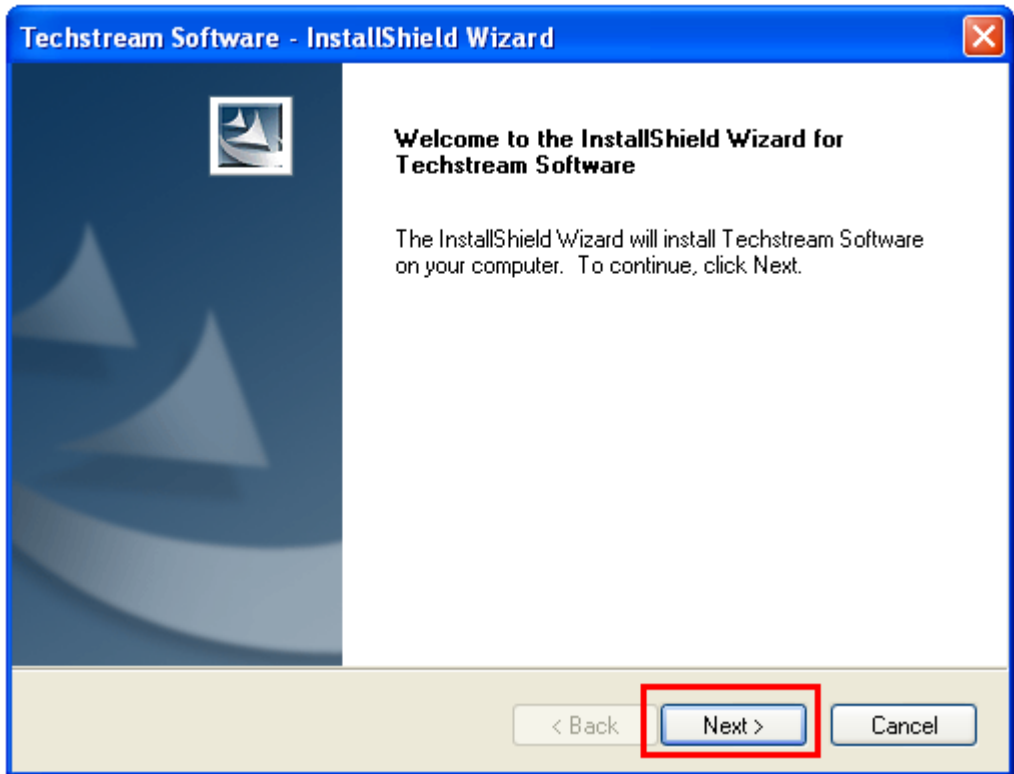 Techstream Software - InstallShield Wizard
Welcome to the InstallShield Wizard for
Techstream Software
The InstallShield Wizard will install Techstream Software
on your computer.  To continue, click Next.
< Back
Next >
Cancel